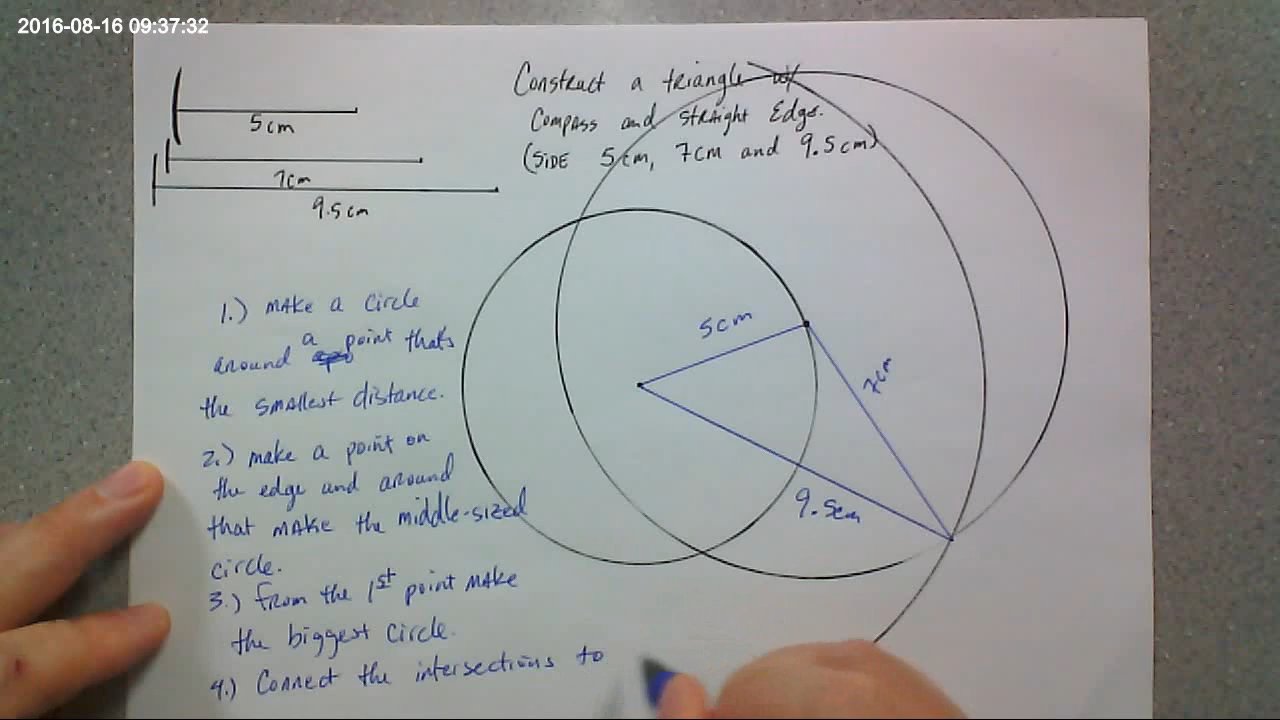 2016-08-16 09:37:32
Construct a triangle w/
Compass and straight Edge.
(SIDE 5cm, 7cm and 9.5cm)
5cm
7cm
9.5cm
1.) make a circle
around a point thats
the smallest distance.
2.) make a point on
the edge and around
that make the middle-sized
circle.
3.) from the 1st point make
the biggest circle.
4.) Connect the intersections to
5cm
7cm
9.5cm